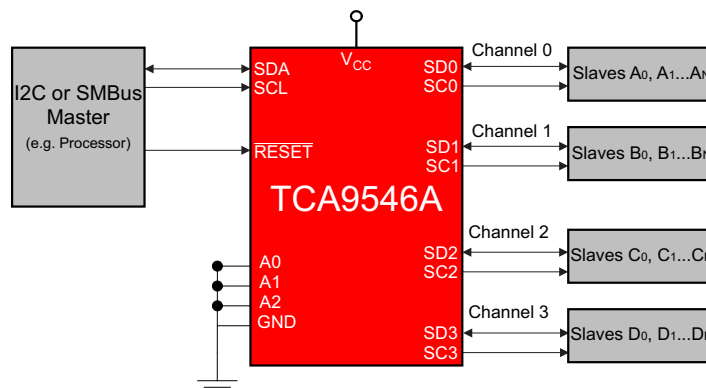 I2C or SMBus
Master
(e.g. Processor)
VCC
SDA
SCL
RESET
TCA9546A
A0
A1
A2
GND
SD0
SC0
SD1
SC1
SD2
SC2
SD3
SC3
Channel 0
Slaves A0, A1...AN
Channel 1
Slaves B0, B1...BN
Channel 2
Slaves C0, C1...C
Channel 3
Slaves D0, D1...D